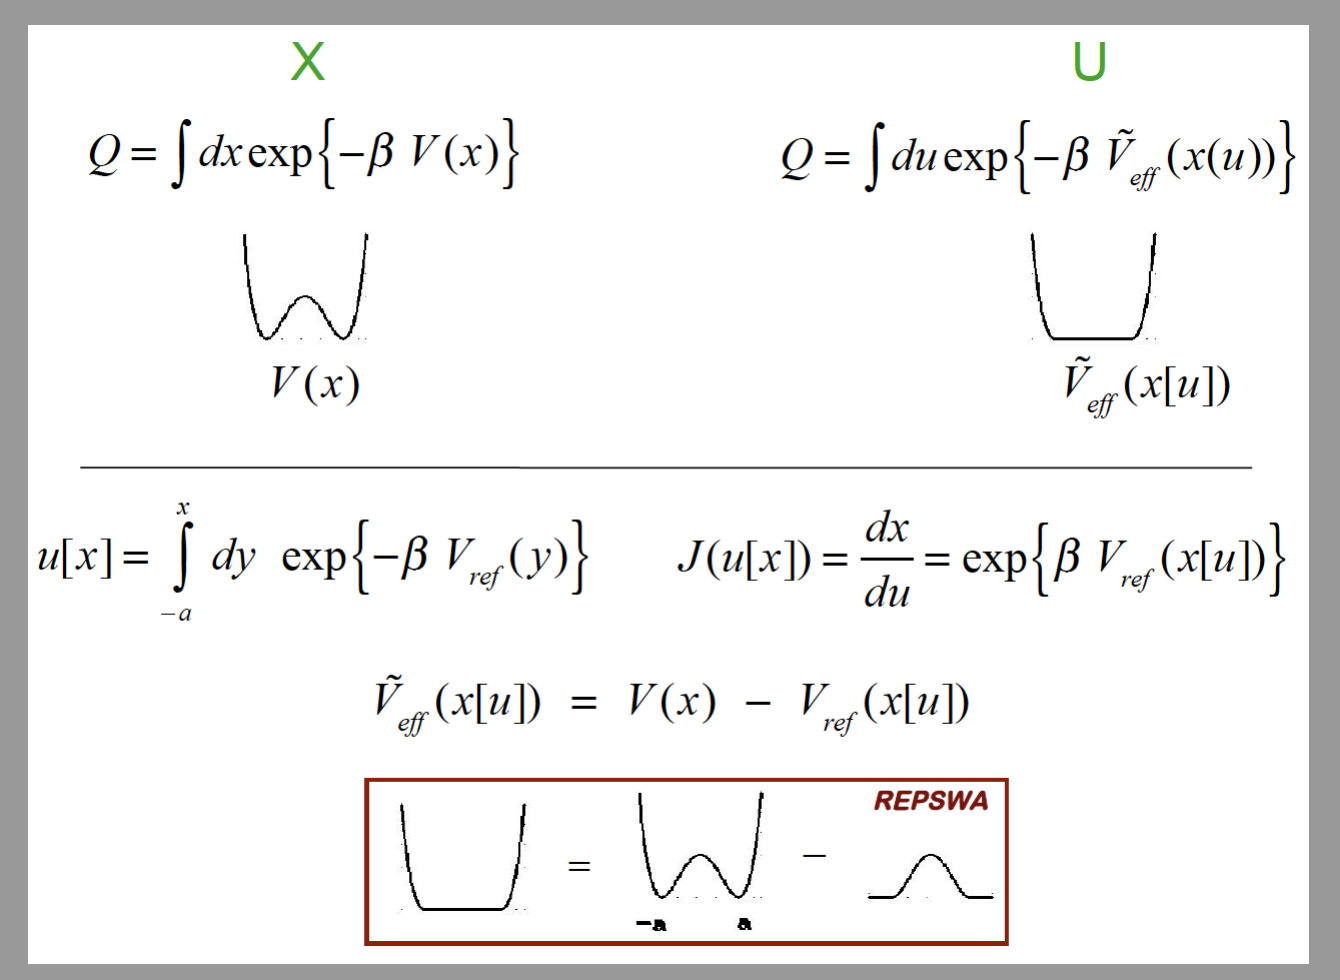 X
U
Q = ∫ dx exp{−β V(x)}
Q = ∫ du exp{−β Ṽ_eff (x(u))}
V(x)
Ṽ_eff (x[u])
u[x] = ∫_{−a}^{x} dy exp{−β V_ref (y)}
J(u[x]) = dx/du = exp{β V_ref (x[u])}
Ṽ_eff (x[u]) = V(x) − V_ref (x[u])
REPSWA
= −
−a a